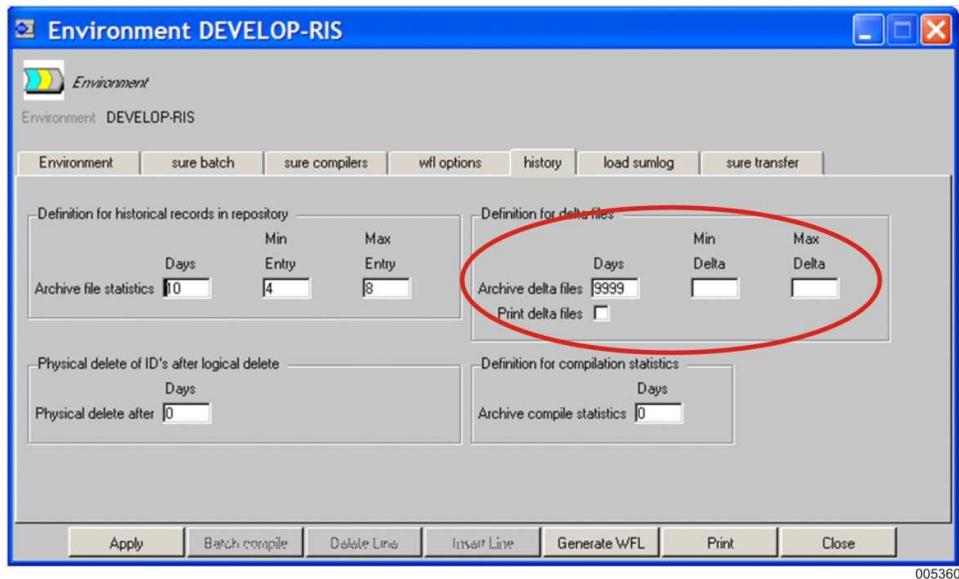 Environment DEVELOP-RIS
Environment
Environment DEVELOP-RIS
Environment sure batch sure compilers wfl options history load sumlog sure transfer
Definition for historical records in repository
Min Max
Days Entry Entry
Archive file statistics 10 4 8
Definition for delta files
Min Max
Days Delta Delta
Archive delta files 9999
Print delta files
Physical delete of ID's after logical delete
Days
Physical delete after 0
Definition for compilation statistics
Days
Archive compile statistics 0
Apply Batch compile Delete Line Insert Line Generate WFL Print Close
005360